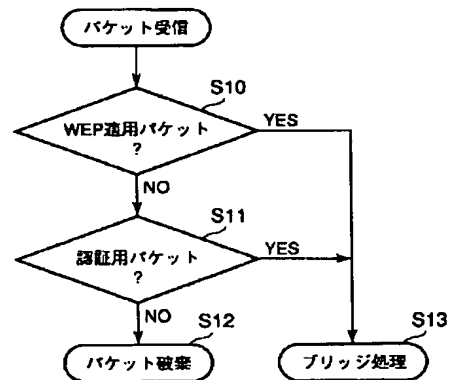 パケット受信
S10
WEP適用パケット
?
YES
NO
S11
認証用パケット
?
YES
NO
S12
パケット破棄
S13
ブリッジ処理